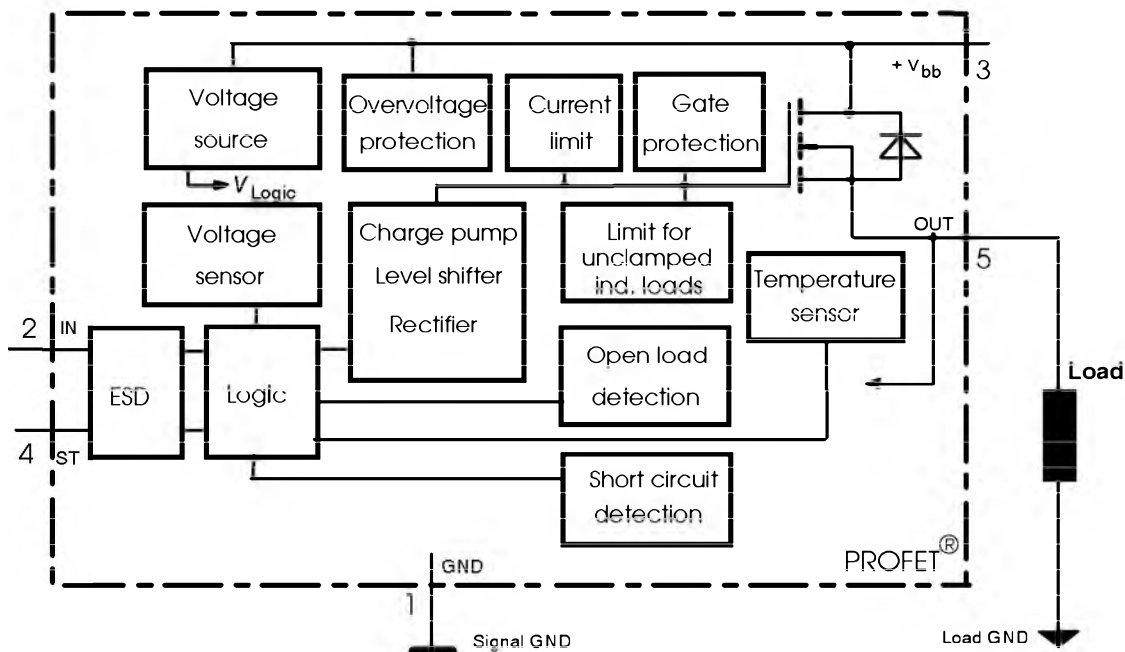 + Vbb
3
Voltage
source
Overvoltage
protection
Current
limit
Gate
protection
V Logic
Voltage
sensor
Charge pump
Level shifter
Rectifier
Limit for
unclamped
ind. loads
OUT
5
Temperature
sensor
2
IN
ESD
Logic
Open load
detection
Load
4
ST
Short circuit
detection
PROFET®
GND
1
Signal GND
Load GND